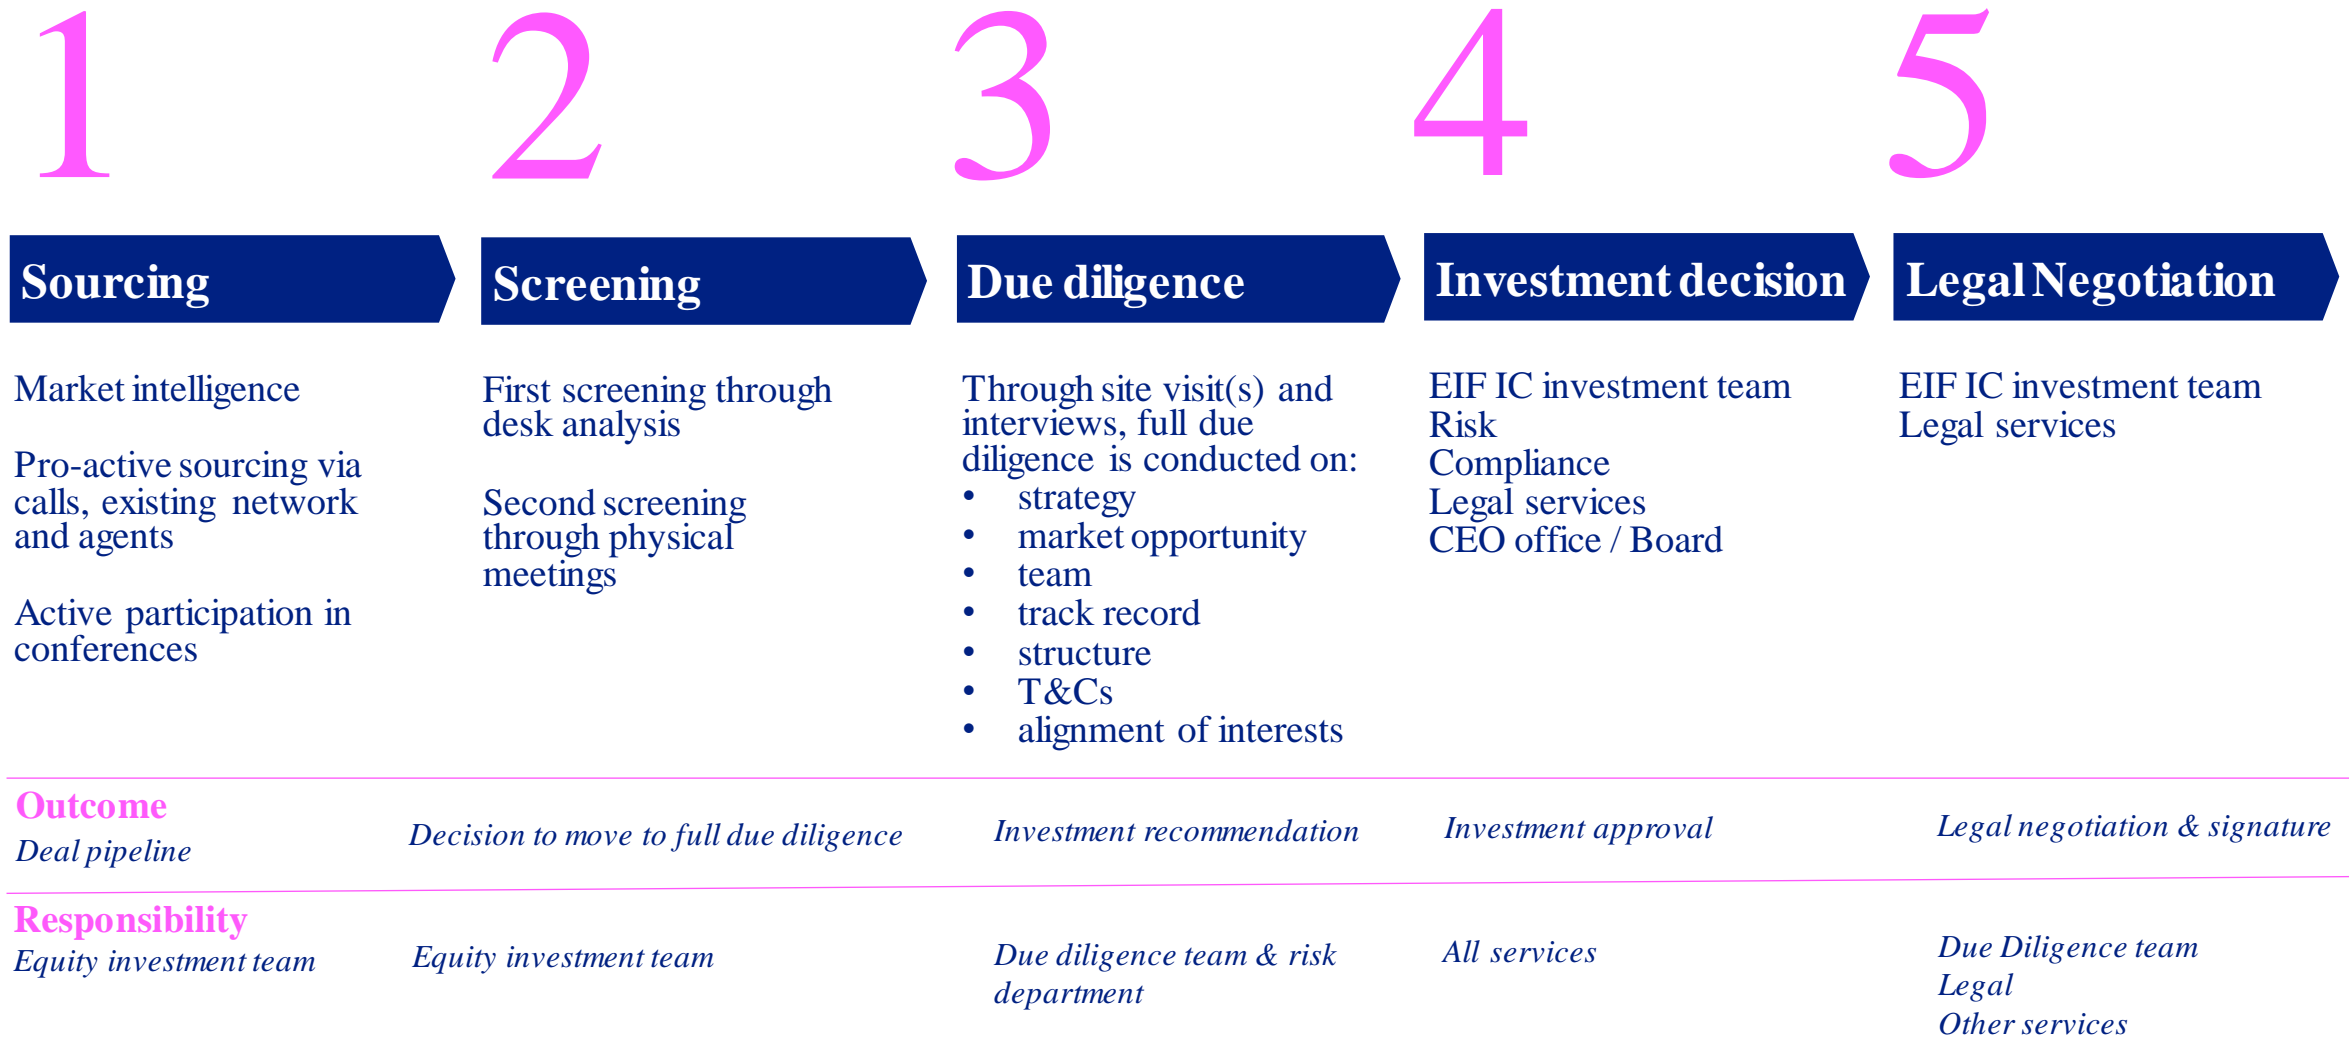 1
2
3
4
5
Sourcing
Screening
Due diligence
Investment decision
Legal Negotiation
Market intelligence
Pro-active sourcing via
calls, existing network
and agents
Active participation in
conferences
First screening through
desk analysis
Second screening
through physical
meetings
Through site visit(s) and
interviews, full due
diligence is conducted on:
• strategy
• market opportunity
• team
• track record
• structure
• T&Cs
• alignment of interests
EIF IC investment team
Risk
Compliance
Legal services
CEO office / Board
EIF IC investment team
Legal services
Outcome
Deal pipeline
Decision to move to full due diligence
Investment recommendation
Investment approval
Legal negotiation & signature
Responsibility
Equity investment team
Equity investment team
Due diligence team & risk
department
All services
Due Diligence team
Legal
Other services